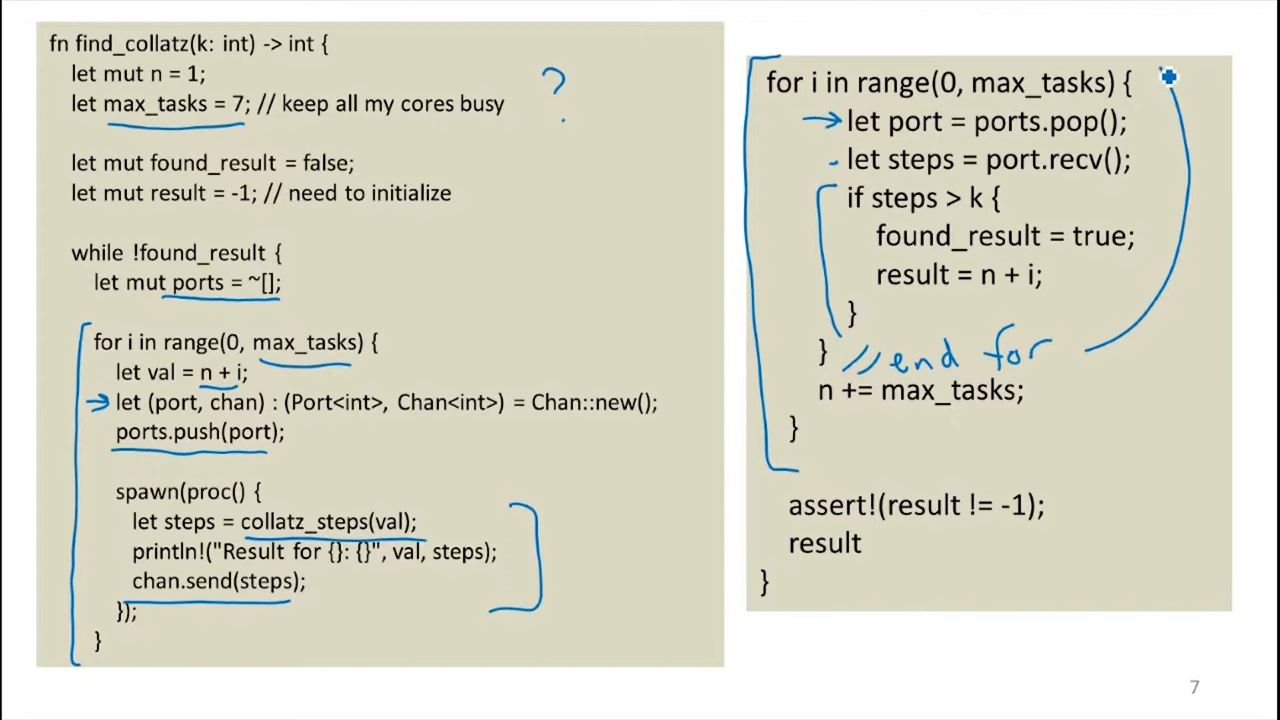 fn find_collatz(k: int) -> int {
let mut n = 1;
let max_tasks = 7; // keep all my cores busy
?
let mut found_result = false;
let mut result = -1; // need to initialize
while !found_result {
let mut ports = ~[];
for i in range(0, max_tasks) {
let val = n + i;
let (port, chan) : (Port<int>, Chan<int>) = Chan::new();
ports.push(port);
spawn(proc() {
let steps = collatz_steps(val);
println!("Result for {}: {}", val, steps);
chan.send(steps);
});
}
for i in range(0, max_tasks) {
let port = ports.pop();
let steps = port.recv();
if steps > k {
found_result = true;
result = n + i;
}
} // end for
n += max_tasks;
}
assert!(result != -1);
result
}
7